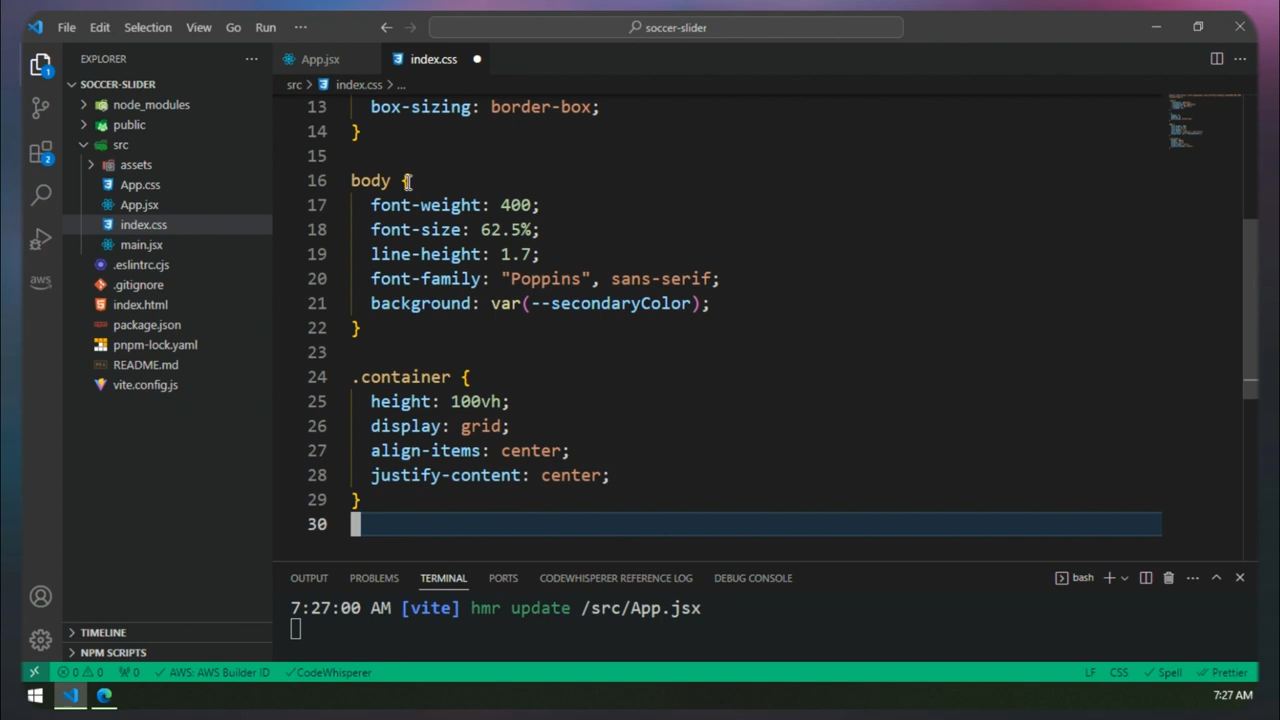 File Edit Selection View Go Run ··· soccer-slider
EXPLORER ···
SOCCER-SLIDER
node_modules
public
src
assets
App.css
App.jsx
index.css
main.jsx
.eslintrc.cjs
.gitignore
index.html
package.json
pnpm-lock.yaml
README.md
vite.config.js
TIMELINE
NPM SCRIPTS
1
2
aws
App.jsx index.css
src > index.css > ...
13 box-sizing: border-box;
14 }
15
16 body {
17 font-weight: 400;
18 font-size: 62.5%;
19 line-height: 1.7;
20 font-family: "Poppins", sans-serif;
21 background: var(--secondaryColor);
22 }
23
24 .container {
25 height: 100vh;
26 display: grid;
27 align-items: center;
28 justify-content: center;
29 }
30
OUTPUT PROBLEMS TERMINAL PORTS CODEWHISPERER REFERENCE LOG DEBUG CONSOLE bash
7:27:00 AM [vite] hmr update /src/App.jsx
0 0 0 AWS: AWS Builder ID CodeWhisperer LF CSS Spell Prettier
7:27 AM